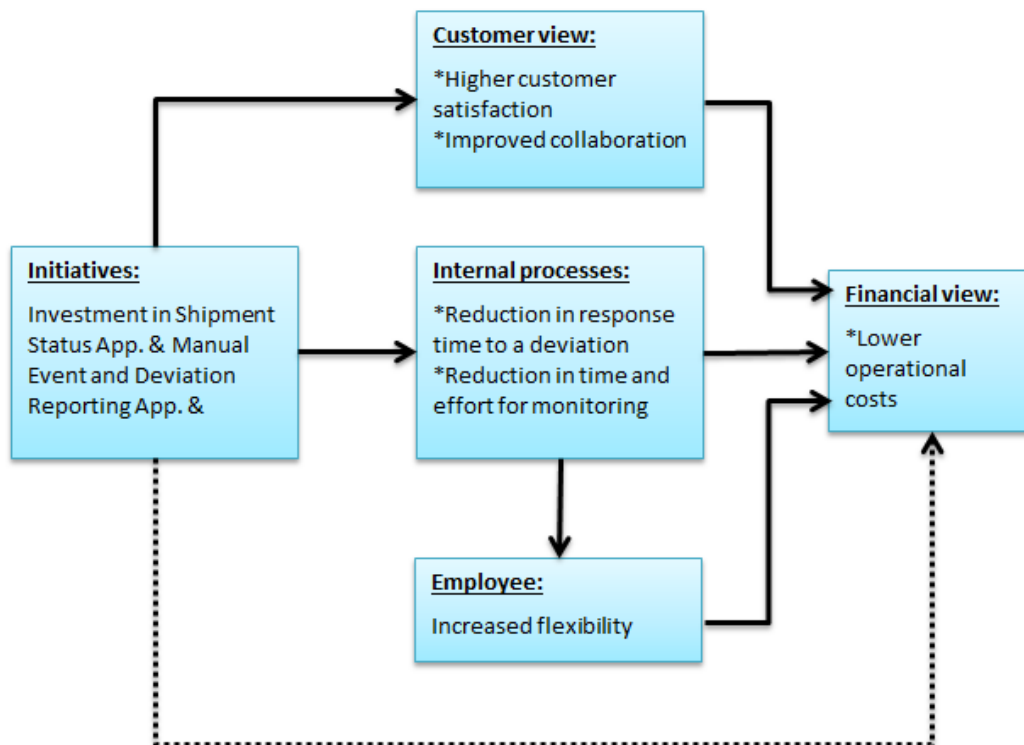 Customer view:
*Higher customer
satisfaction
*Improved collaboration
Initiatives:
Investment in Shipment
Status App. & Manual
Event and Deviation
Reporting App. &
Internal processes:
*Reduction in response
time to a deviation
*Reduction in time and
effort for monitoring
Financial view:
*Lower
operational
costs
Employee:
Increased flexibility